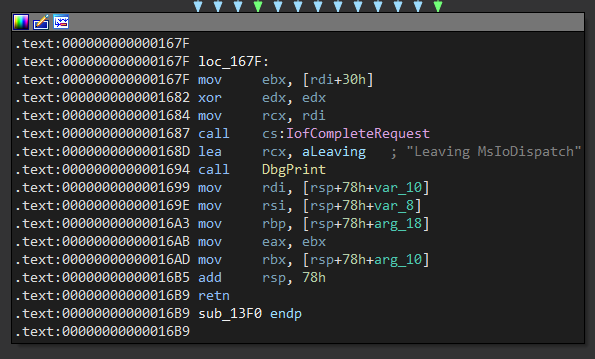 .text:000000000000167F
.text:000000000000167F loc_167F:
.text:000000000000167F mov     ebx, [rdi+30h]
.text:0000000000001682 xor     edx, edx
.text:0000000000001684 mov     rcx, rdi
.text:0000000000001687 call    cs:IofCompleteRequest
.text:000000000000168D lea     rcx, aLeaving   ; "Leaving MsIoDispatch"
.text:0000000000001694 call    DbgPrint
.text:0000000000001699 mov     rdi, [rsp+78h+var_10]
.text:000000000000169E mov     rsi, [rsp+78h+var_8]
.text:00000000000016A3 mov     rbp, [rsp+78h+arg_18]
.text:00000000000016AB mov     eax, ebx
.text:00000000000016AD mov     rbx, [rsp+78h+arg_10]
.text:00000000000016B5 add     rsp, 78h
.text:00000000000016B9 retn
.text:00000000000016B9 sub_13F0 endp
.text:00000000000016B9